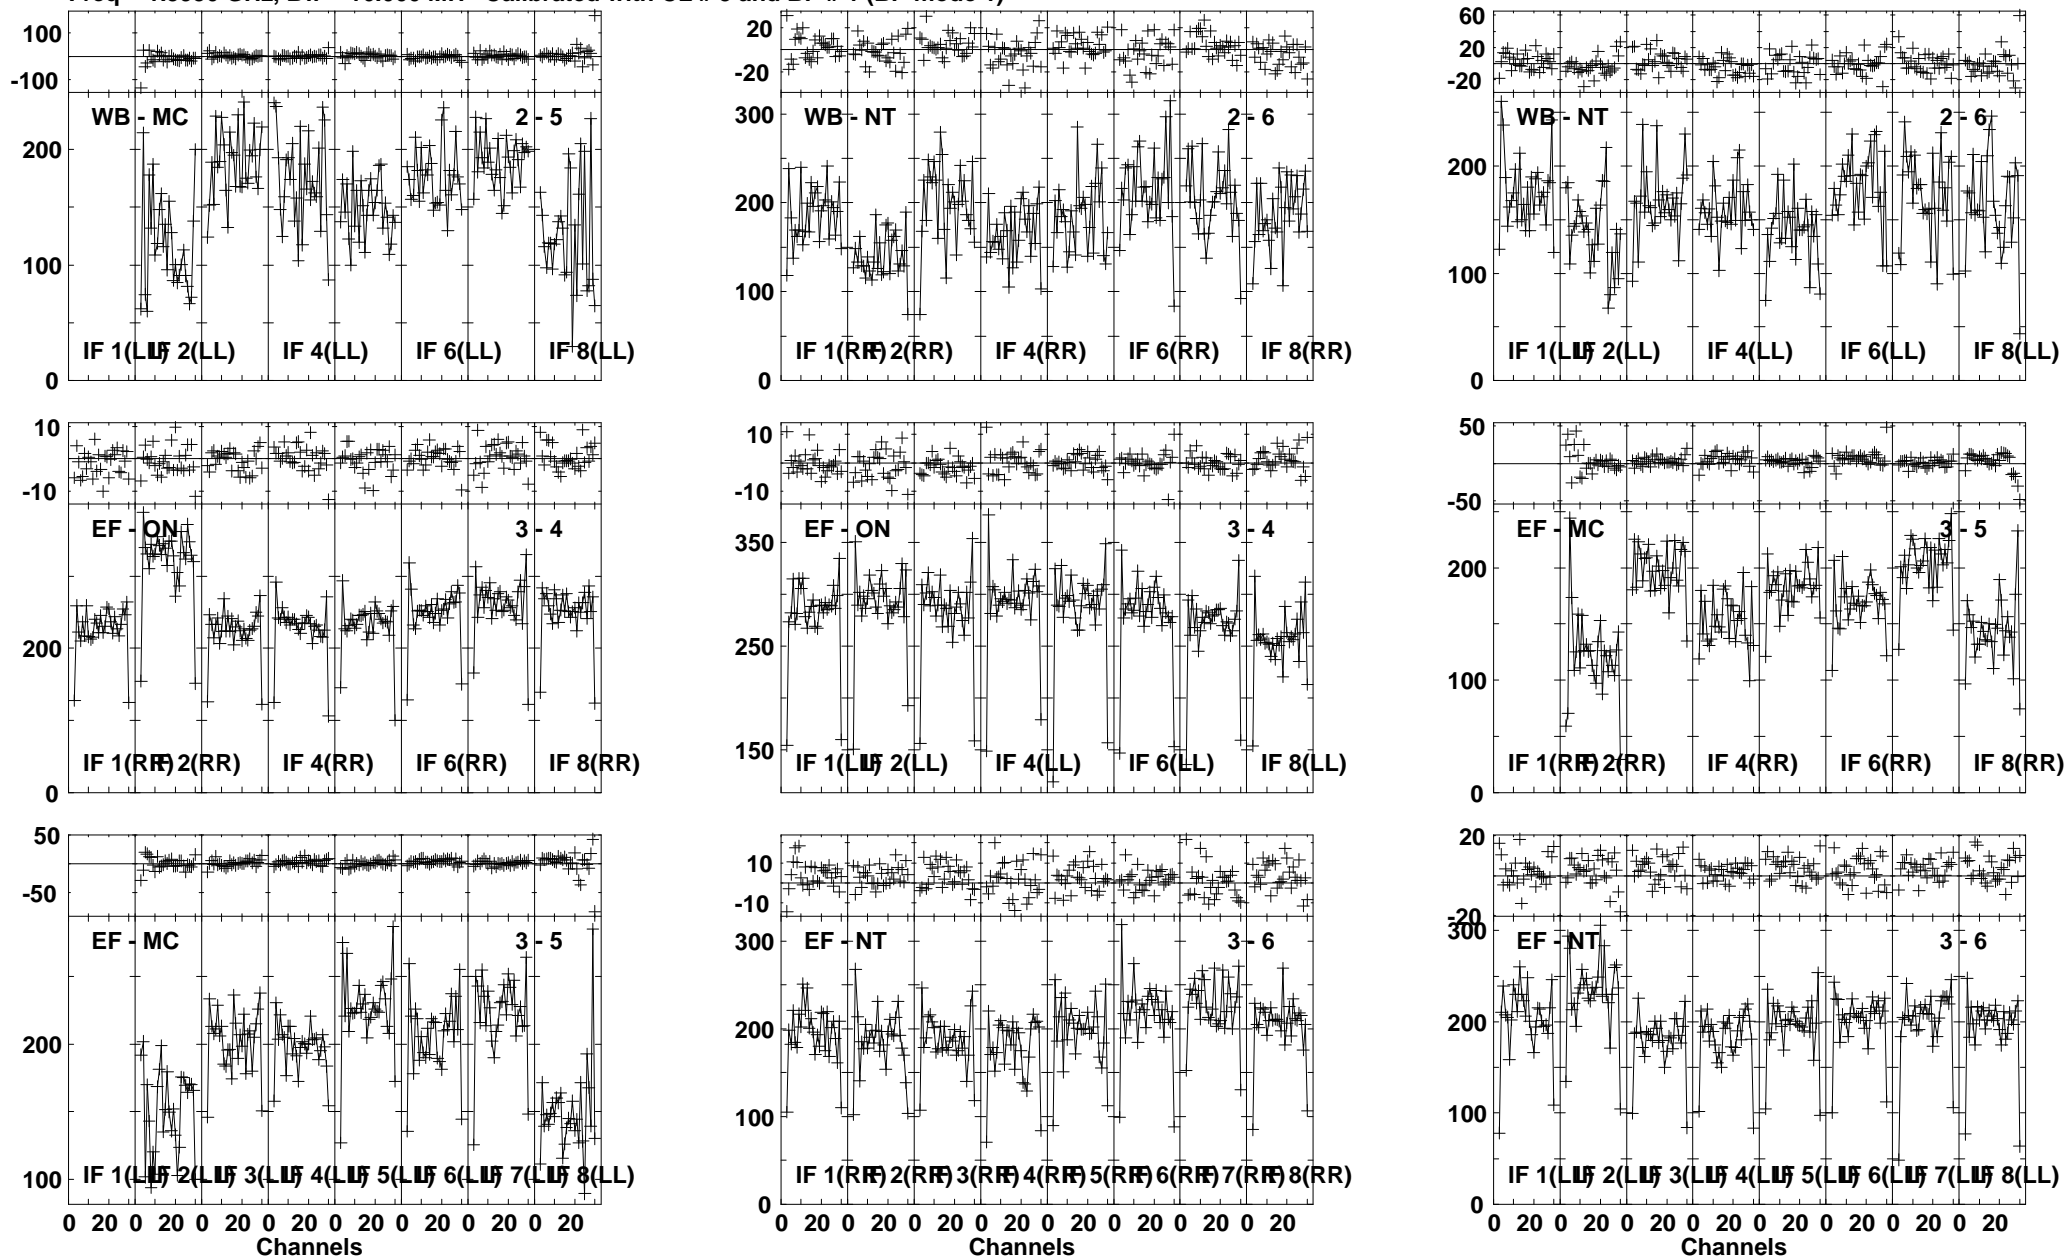 100
-100
WB - MC 2 - 5
200
100
0
IF 1(LL) IF 2(LL) IF 4(LL) IF 6(LL) IF 8(LL)
20
-20
WB - NT 2 - 6
300
200
100
0
IF 1(RR) IF 2(RR) IF 4(RR) IF 6(RR) IF 8(RR)
60
20
-20
WB - NT 2 - 6
200
100
0
IF 1(LL) IF 2(LL) IF 4(LL) IF 6(LL) IF 8(LL)
10
-10
EF - ON 3 - 4
200
0
IF 1(RR) IF 2(RR) IF 4(RR) IF 6(RR) IF 8(RR)
10
-10
EF - ON 3 - 4
350
250
150
IF 1(LL) IF 2(LL) IF 4(LL) IF 6(LL) IF 8(LL)
50
-50
EF - MC 3 - 5
200
100
0
IF 1(RR) IF 2(RR) IF 4(RR) IF 6(RR) IF 8(RR)
50
-50
EF - MC 3 - 5
200
100
IF 1(LL) IF 2(LL) IF 3(LL) IF 4(LL) IF 5(LL) IF 6(LL) IF 7(LL) IF 8(LL)
0 20 0 20 0 20 0 20 0 20 0 20 0 20 0 20
Channels
10
-10
EF - NT 3 - 6
300
200
100
0
IF 1(RR) IF 2(RR) IF 3(RR) IF 4(RR) IF 5(RR) IF 6(RR) IF 7(RR) IF 8(RR)
0 20 0 20 0 20 0 20 0 20 0 20 0 20 0 20
Channels
20
-20
EF - NT 3 - 6
300
200
100
0
IF 1(LL) IF 2(LL) IF 3(LL) IF 4(LL) IF 5(LL) IF 6(LL) IF 7(LL) IF 8(LL)
0 20 0 20 0 20 0 20 0 20 0 20 0 20 0 20
Channels